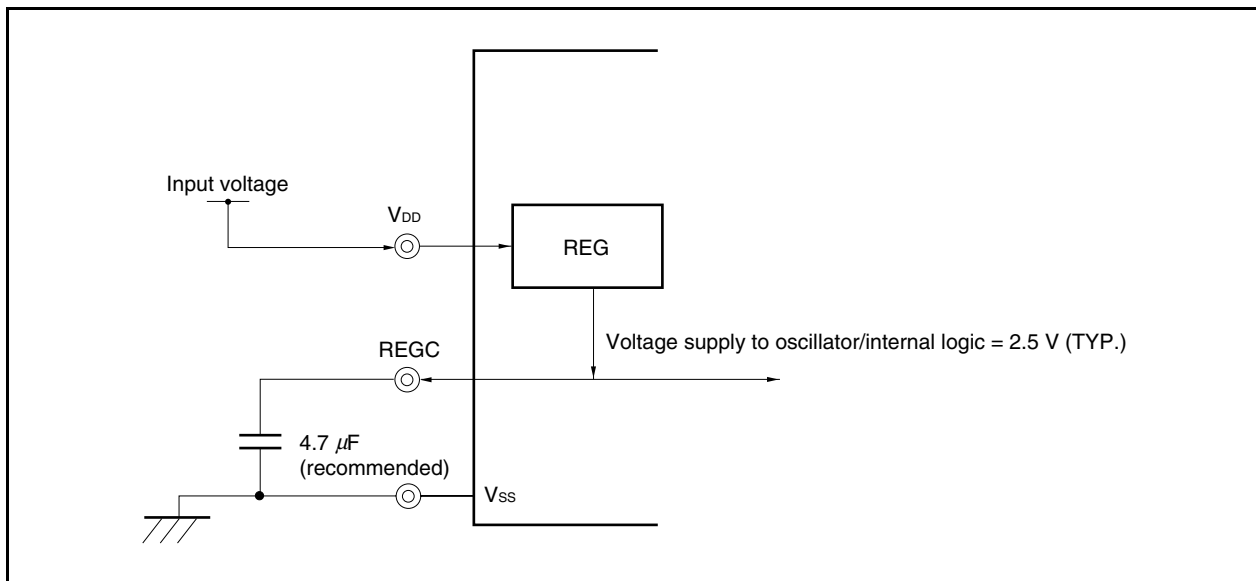 Input voltage
VDD
REG
Voltage supply to oscillator/internal logic = 2.5 V (TYP.)
REGC
4.7 μF
(recommended)
VSS